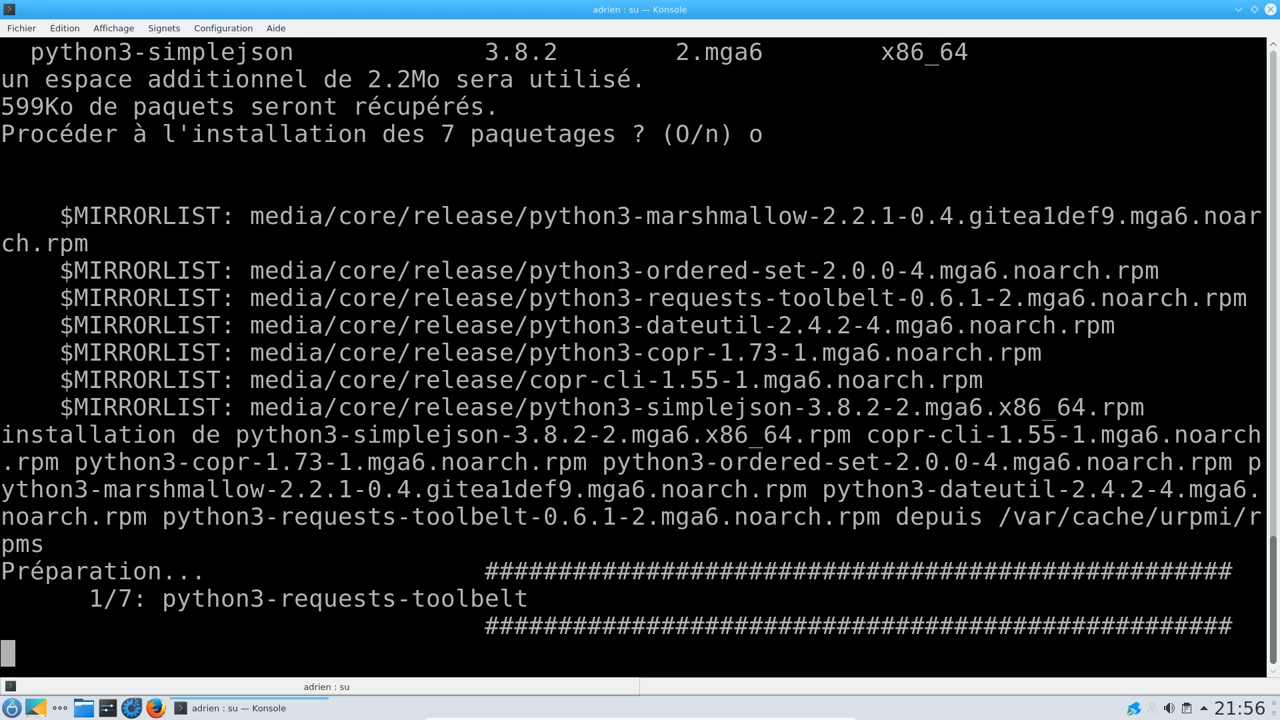 adrien : su — Konsole
Fichier Édition Affichage Signets Configuration Aide
python3-simplejson 3.8.2 2.mga6 x86_64
un espace additionnel de 2.2Mo sera utilisé.
599Ko de paquets seront récupérés.
Procéder à l'installation des 7 paquetages ? (O/n) o
$MIRRORLIST: media/core/release/python3-marshmallow-2.2.1-0.4.gitea1def9.mga6.noar
ch.rpm
$MIRRORLIST: media/core/release/python3-ordered-set-2.0.0-4.mga6.noarch.rpm
$MIRRORLIST: media/core/release/python3-requests-toolbelt-0.6.1-2.mga6.noarch.rpm
$MIRRORLIST: media/core/release/python3-dateutil-2.4.2-4.mga6.noarch.rpm
$MIRRORLIST: media/core/release/python3-copr-1.73-1.mga6.noarch.rpm
$MIRRORLIST: media/core/release/copr-cli-1.55-1.mga6.noarch.rpm
$MIRRORLIST: media/core/release/python3-simplejson-3.8.2-2.mga6.x86_64.rpm
installation de python3-simplejson-3.8.2-2.mga6.x86_64.rpm copr-cli-1.55-1.mga6.noarch
.rpm python3-copr-1.73-1.mga6.noarch.rpm python3-ordered-set-2.0.0-4.mga6.noarch.rpm p
ython3-marshmallow-2.2.1-0.4.gitea1def9.mga6.noarch.rpm python3-dateutil-2.4.2-4.mga6.
noarch.rpm python3-requests-toolbelt-0.6.1-2.mga6.noarch.rpm depuis /var/cache/urpmi/r
pms
Préparation... ###################################################
1/7: python3-requests-toolbelt
###################################################
adrien : su
adrien : su — Konsole
21:56